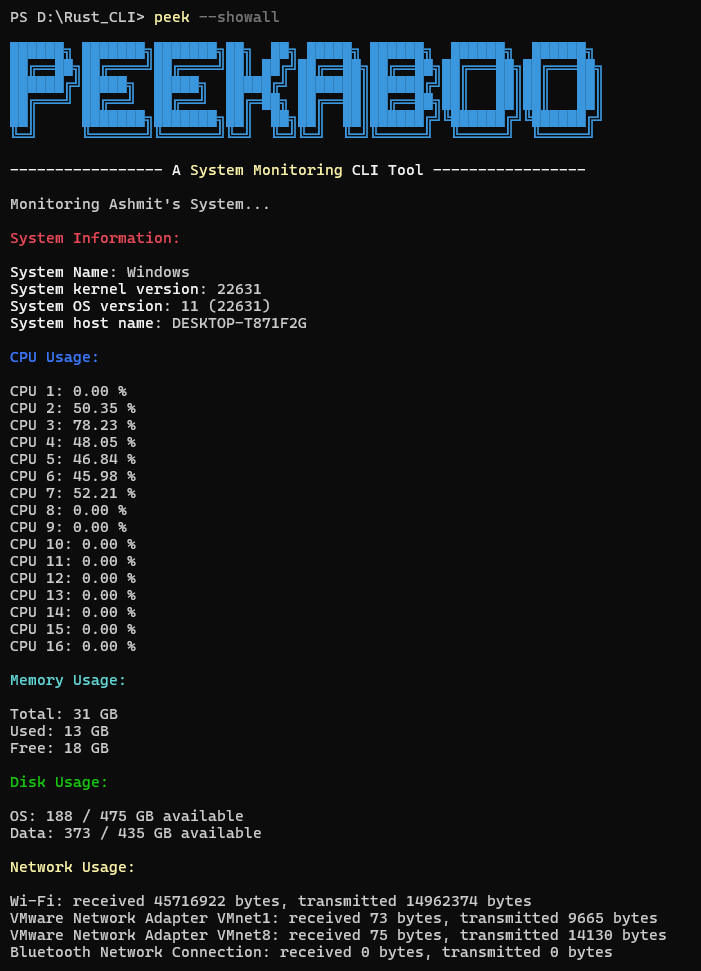 PS D:\Rust_CLI> peek --showall
PEEKABOO
----------------- A System Monitoring CLI Tool -----------------
Monitoring Ashmit's System...
System Information:
System Name: Windows
System kernel version: 22631
System OS version: 11 (22631)
System host name: DESKTOP-T871F2G
CPU Usage:
CPU 1: 0.00 %
CPU 2: 50.35 %
CPU 3: 78.23 %
CPU 4: 48.05 %
CPU 5: 46.84 %
CPU 6: 45.98 %
CPU 7: 52.21 %
CPU 8: 0.00 %
CPU 9: 0.00 %
CPU 10: 0.00 %
CPU 11: 0.00 %
CPU 12: 0.00 %
CPU 13: 0.00 %
CPU 14: 0.00 %
CPU 15: 0.00 %
CPU 16: 0.00 %
Memory Usage:
Total: 31 GB
Used: 13 GB
Free: 18 GB
Disk Usage:
OS: 188 / 475 GB available
Data: 373 / 435 GB available
Network Usage:
Wi-Fi: received 45716922 bytes, transmitted 14962374 bytes
VMware Network Adapter VMnet1: received 73 bytes, transmitted 9665 bytes
VMware Network Adapter VMnet8: received 75 bytes, transmitted 14130 bytes
Bluetooth Network Connection: received 0 bytes, transmitted 0 bytes